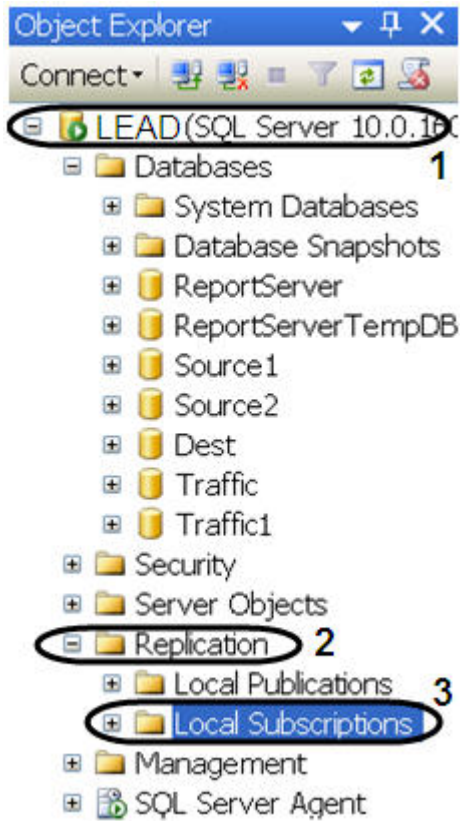 Object Explorer
Connect
LEAD(SQL Server 10.0.160
1
Databases
System Databases
Database Snapshots
ReportServer
ReportServerTempDB
Source1
Source2
Dest
Traffic
Traffic1
Security
Server Objects
Replication 2
Local Publications
3
Local Subscriptions
Management
SQL Server Agent